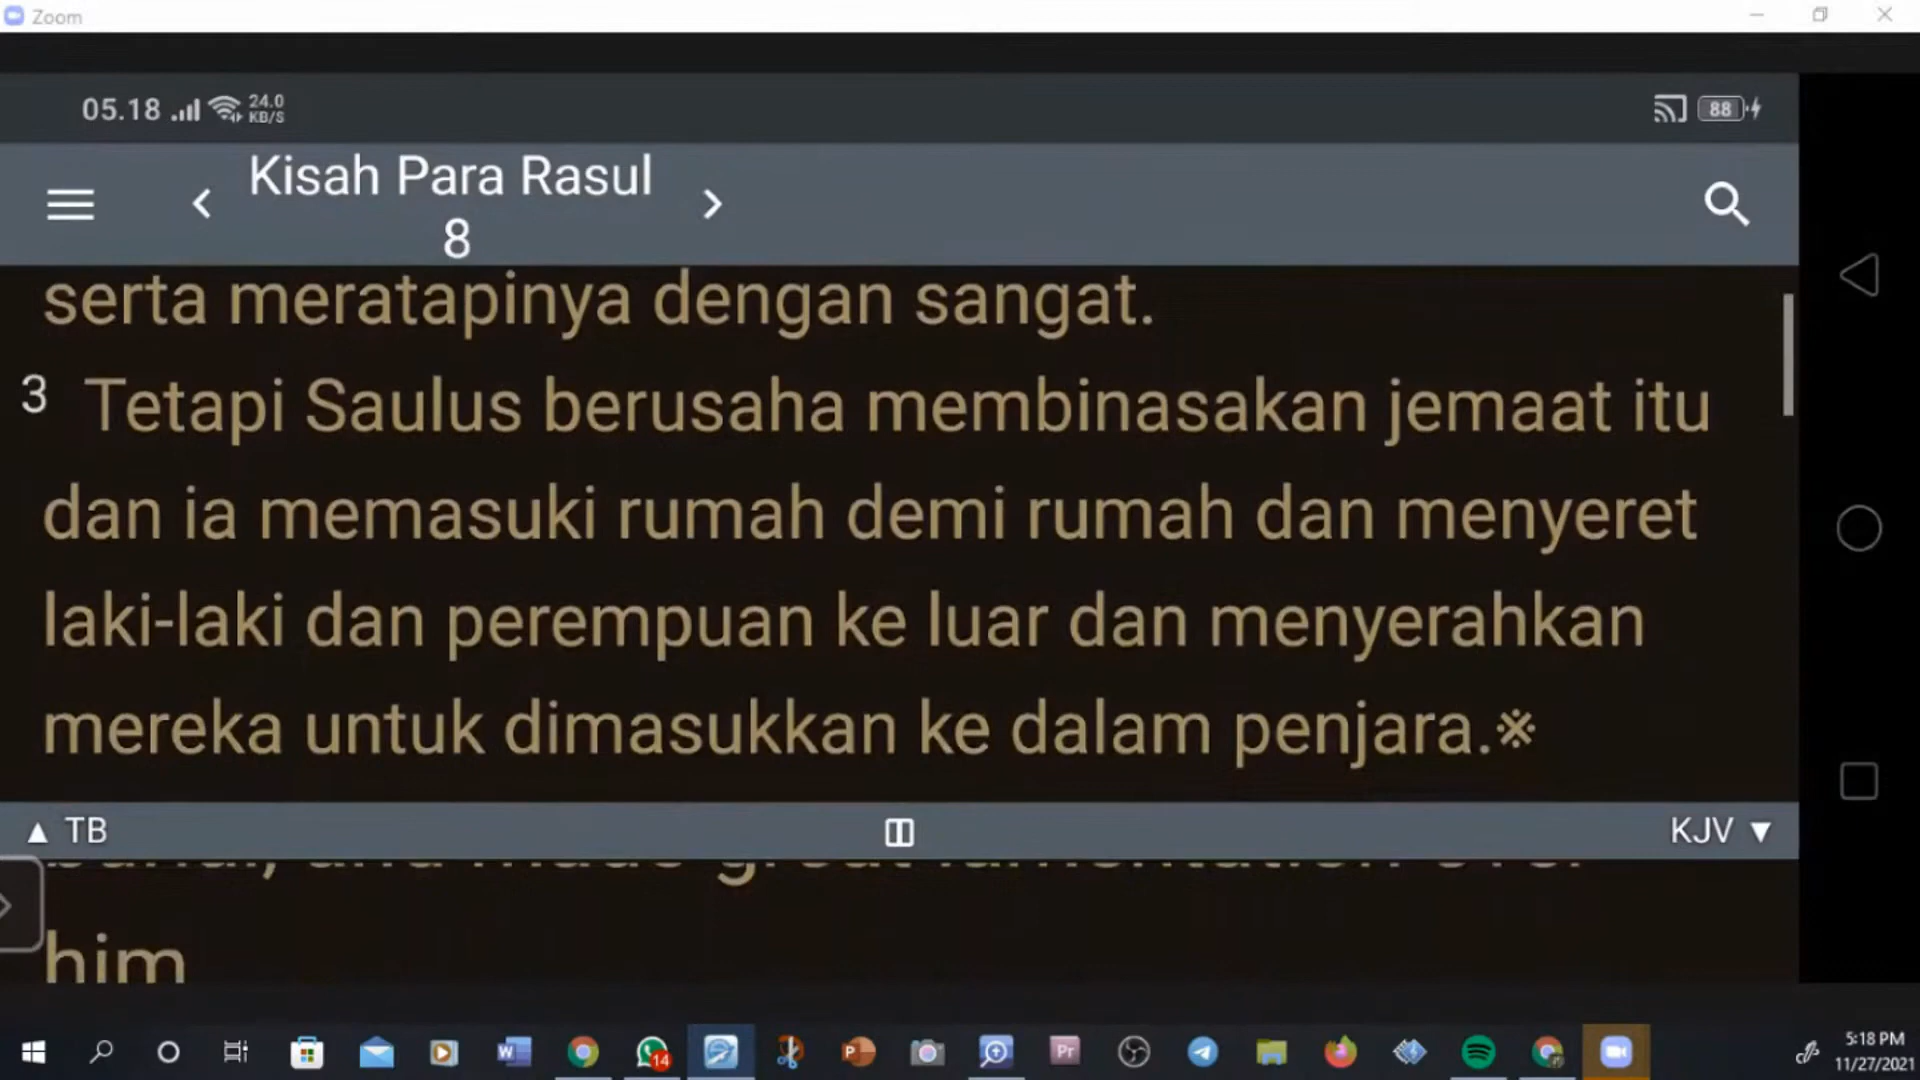 Zoom
05.18 24.0 KB/S 88
Kisah Para Rasul
8
serta meratapinya dengan sangat.
3 Tetapi Saulus berusaha membinasakan jemaat itu
dan ia memasuki rumah demi rumah dan menyeret
laki-laki dan perempuan ke luar dan menyerahkan
mereka untuk dimasukkan ke dalam penjara.※
▲ TB KJV ▼
him
W 14 P Pr
5:18 PM
11/27/2021